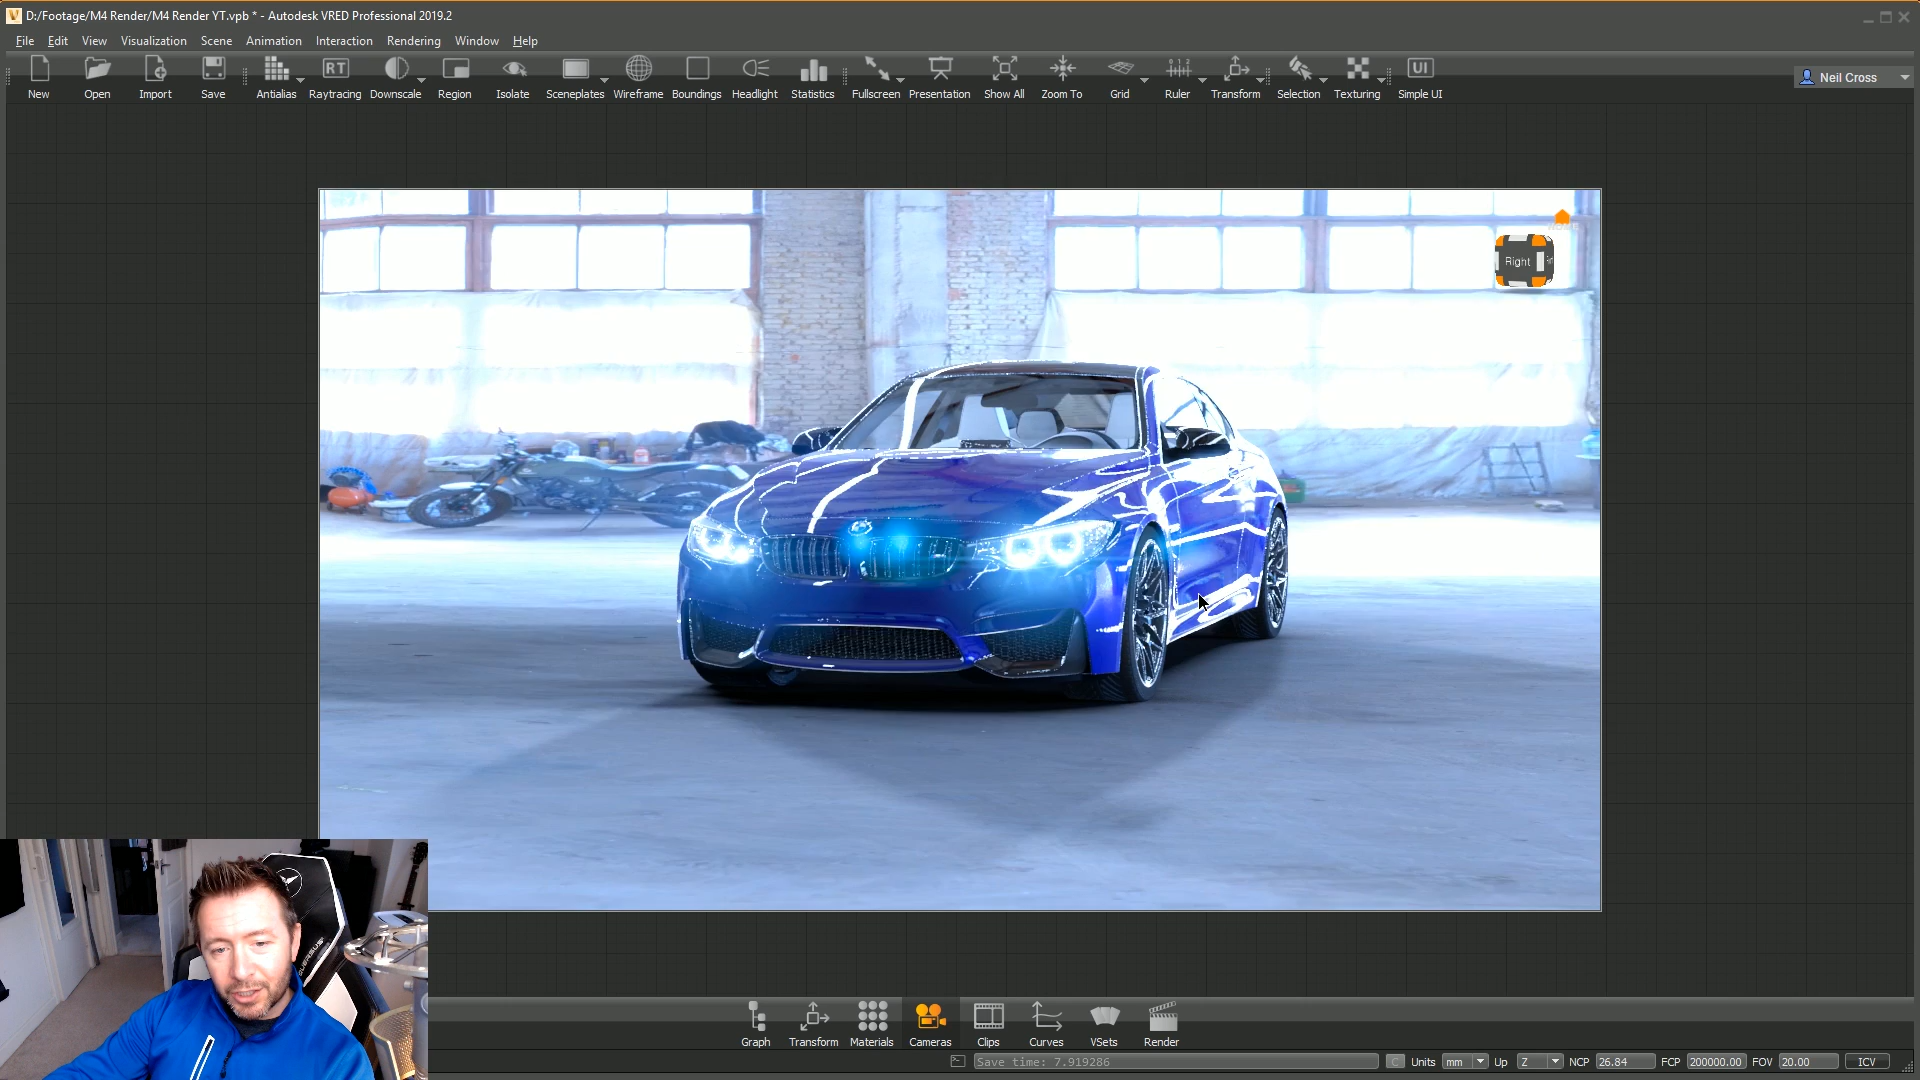 D:/Footage/M4 Render/M4 Render YT.vpb * - Autodesk VRED Professional 2019.2
File Edit View Visualization Scene Animation Interaction Rendering Window Help
RT UI
New Open Import Save Antialias Raytracing Downscale Region Isolate Sceneplates Wireframe Boundings Headlight Statistics Fullscreen Presentation Show All Zoom To Grid Ruler Transform Selection Texturing Simple UI
Neil Cross
Right
Graph Transform Materials Cameras Clips Curves VSets Render
Save time: 7.919286 C Units mm Up Z NCP 26.84 FCP 200000.00 FOV 20.00 ICV